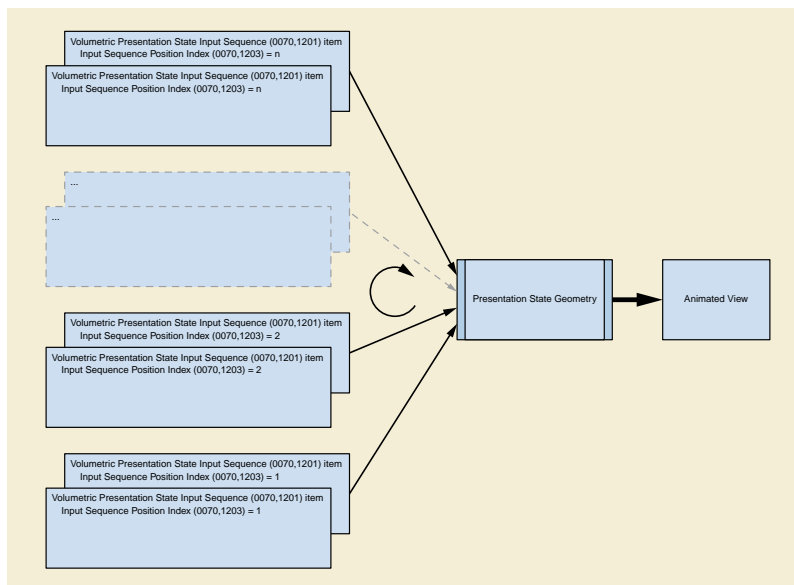 Volumetric Presentation State Input Sequence (0070,1201) item
Input Sequence Position Index (0070,1203) = n
Volumetric Presentation State Input Sequence (0070,1201) item
Input Sequence Position Index (0070,1203) = n
...
...
Presentation State Geometry
Animated View
Volumetric Presentation State Input Sequence (0070,1201) item
Input Sequence Position Index (0070,1203) = 2
Volumetric Presentation State Input Sequence (0070,1201) item
Input Sequence Position Index (0070,1203) = 2
Volumetric Presentation State Input Sequence (0070,1201) item
Input Sequence Position Index (0070,1203) = 1
Volumetric Presentation State Input Sequence (0070,1201) item
Input Sequence Position Index (0070,1203) = 1